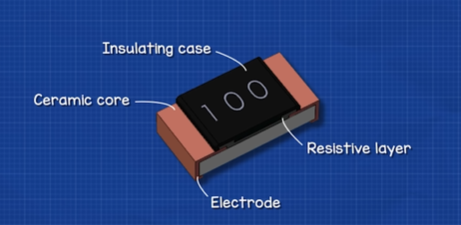 Insulating case
Ceramic core
100
Resistive layer
Electrode